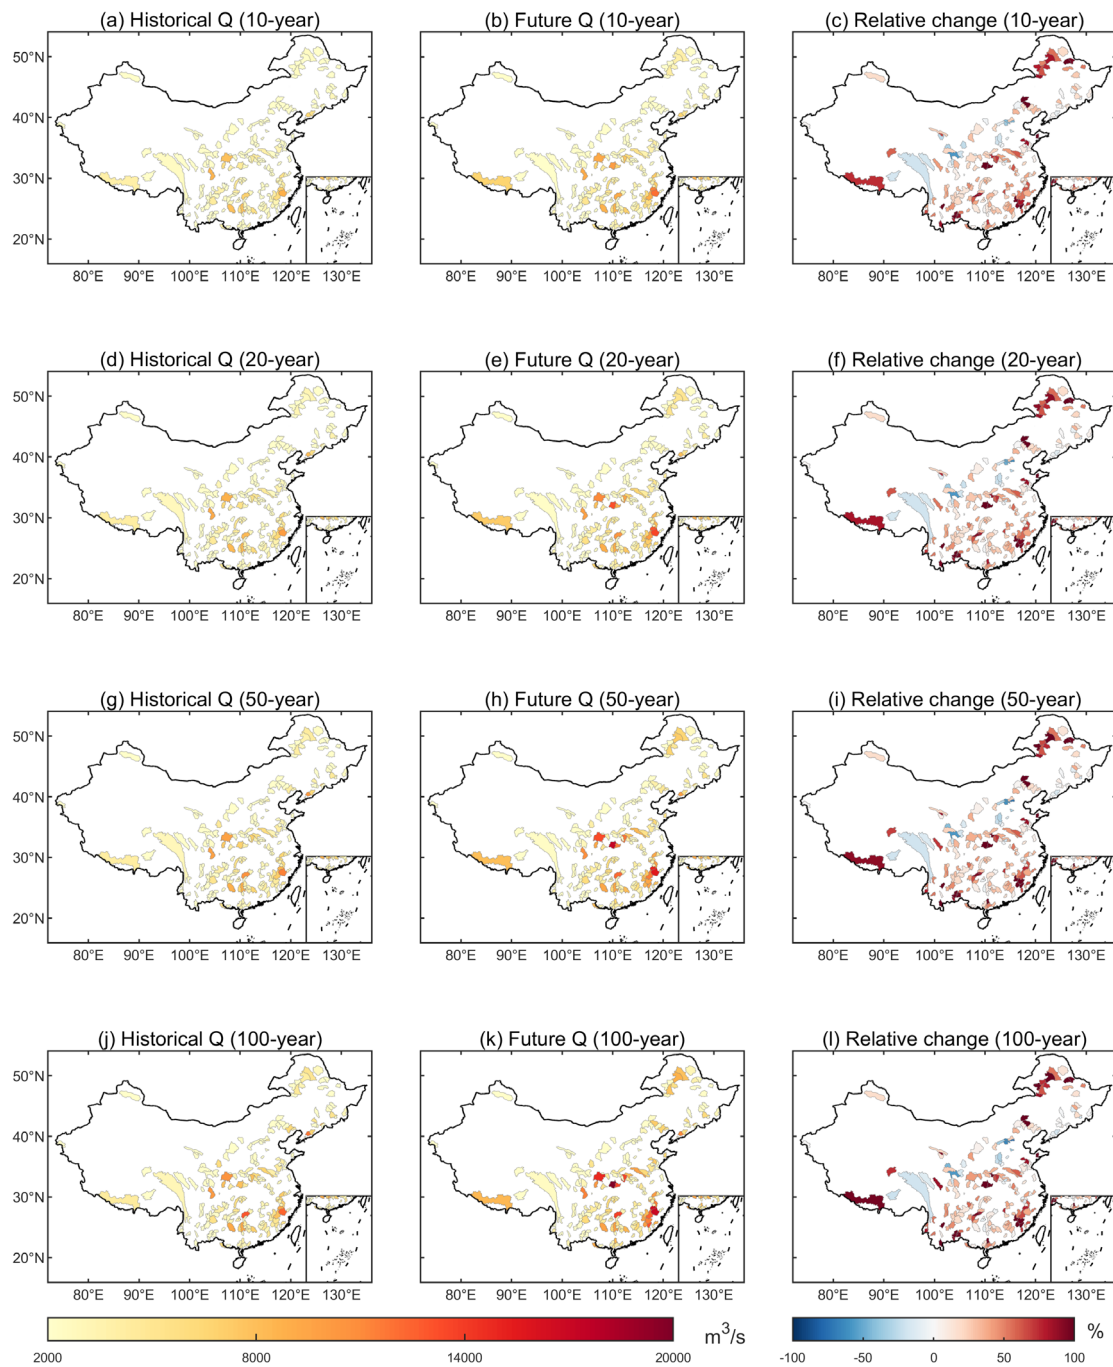 (a) Historical Q (10-year) (b) Future Q (10-year) (c) Relative change (10-year)
50°N
40°N
30°N
20°N
80°E 90°E 100°E 110°E 120°E 130°E 80°E 90°E 100°E 110°E 120°E 130°E 80°E 90°E 100°E 110°E 120°E 130°E
(d) Historical Q (20-year) (e) Future Q (20-year) (f) Relative change (20-year)
50°N
40°N
30°N
20°N
80°E 90°E 100°E 110°E 120°E 130°E 80°E 90°E 100°E 110°E 120°E 130°E 80°E 90°E 100°E 110°E 120°E 130°E
(g) Historical Q (50-year) (h) Future Q (50-year) (i) Relative change (50-year)
50°N
40°N
30°N
20°N
80°E 90°E 100°E 110°E 120°E 130°E 80°E 90°E 100°E 110°E 120°E 130°E 80°E 90°E 100°E 110°E 120°E 130°E
(j) Historical Q (100-year) (k) Future Q (100-year) (l) Relative change (100-year)
50°N
40°N
30°N
20°N
80°E 90°E 100°E 110°E 120°E 130°E 80°E 90°E 100°E 110°E 120°E 130°E 80°E 90°E 100°E 110°E 120°E 130°E
m³/s %
2000 8000 14000 20000 -100 -50 0 50 100